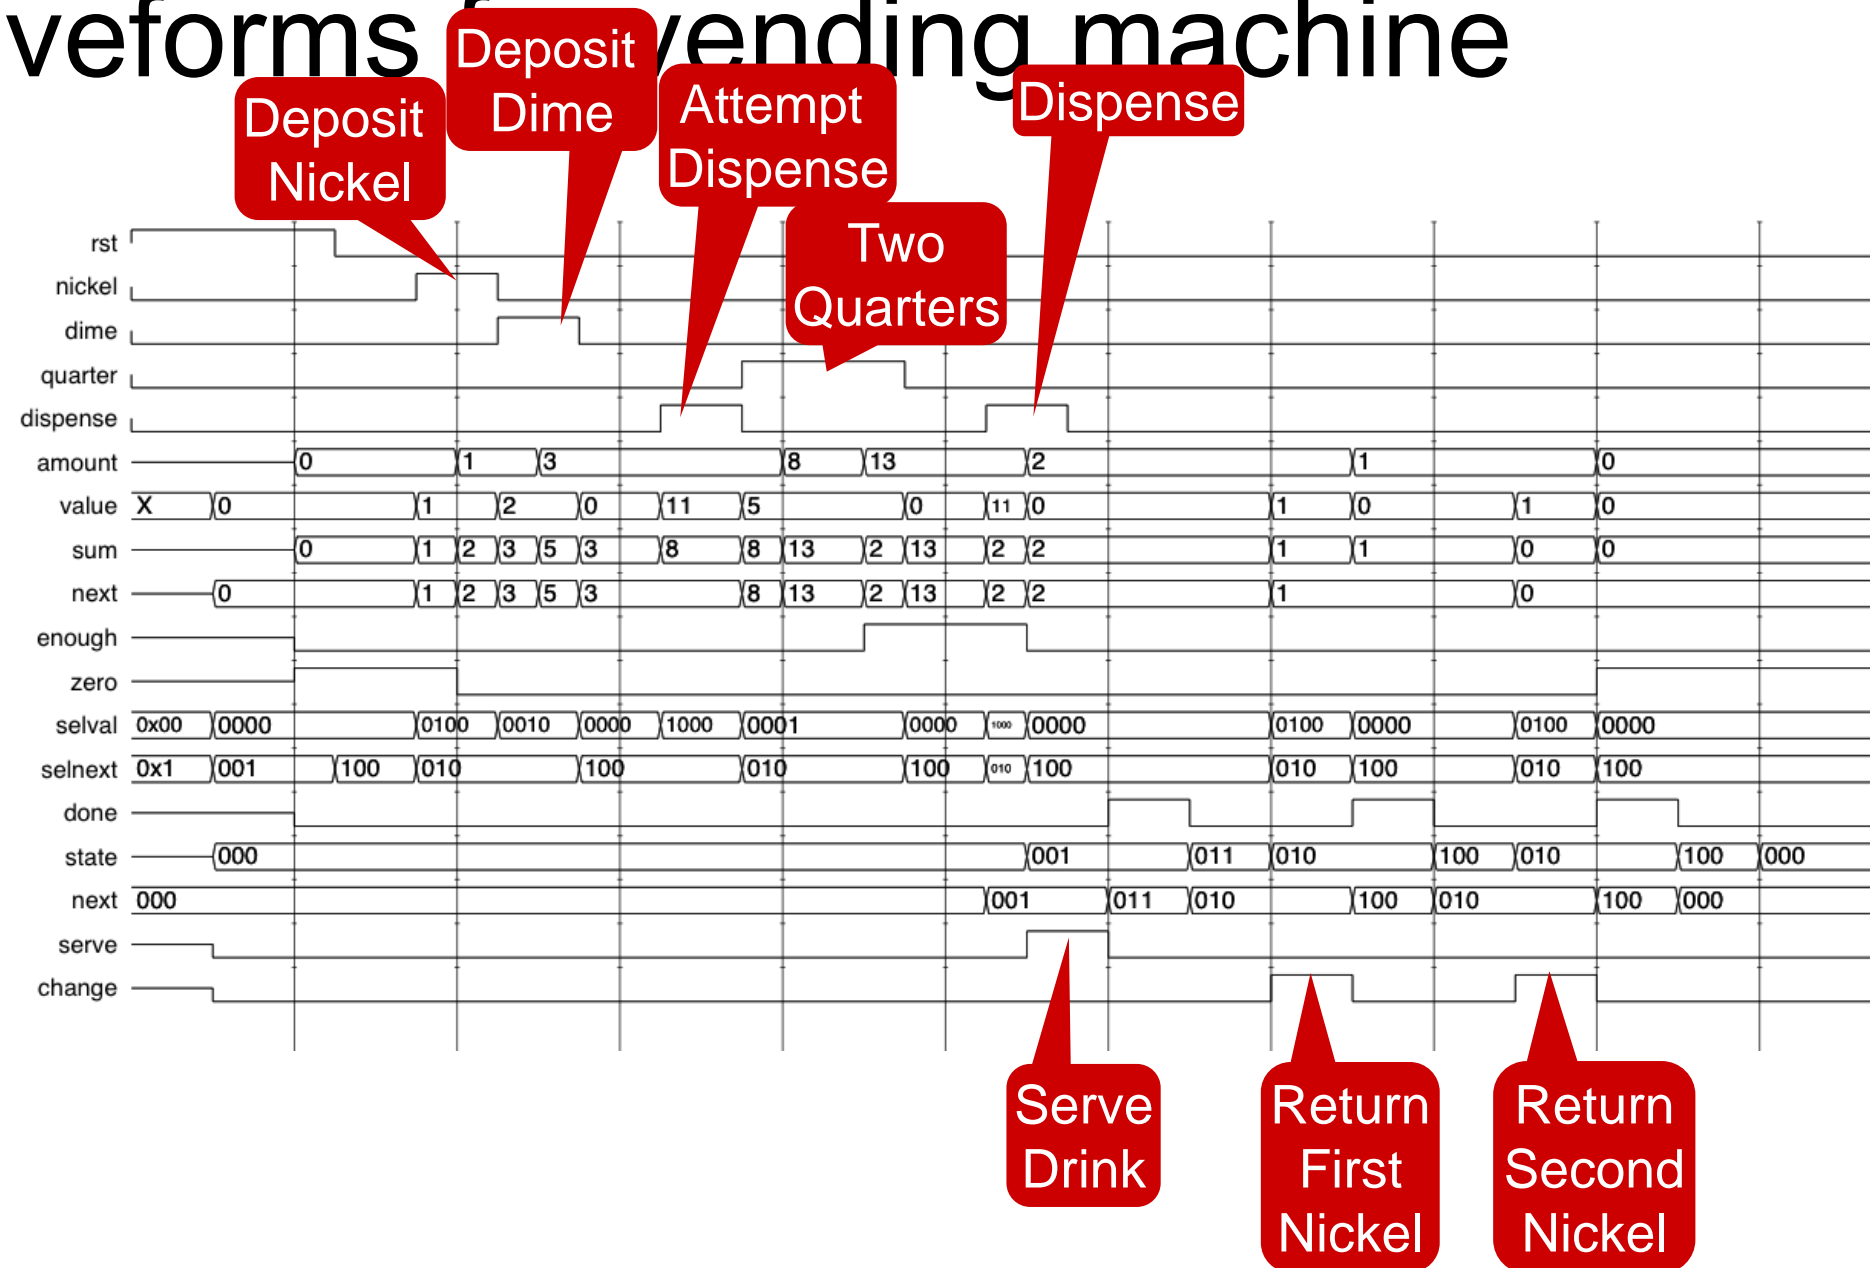 veforms vending machine
Deposit
Dime
Deposit
Nickel
Attempt
Dispense
Dispense
Two
Quarters
rst
nickel
dime
quarter
dispense
amount 0 1 3 8 13 2 1 0
value X 0 1 2 0 11 5 0 11 0 1 0 1 0
sum 0 1 2 3 5 3 8 8 13 2 13 2 2 1 1 0 0
next 0 1 2 3 5 3 8 13 2 13 2 2 1 0
enough
zero
selval 0x00 0000 0100 0010 0000 1000 0001 0000 1000 0000 0100 0000 0100 0000
selnext 0x1 001 100 010 100 010 100 010 100 010 100 010 100
done
state 000 001 011 010 100 010 100 000
next 000 001 011 010 100 010 100 000
serve
change
Serve
Drink
Return
First
Nickel
Return
Second
Nickel